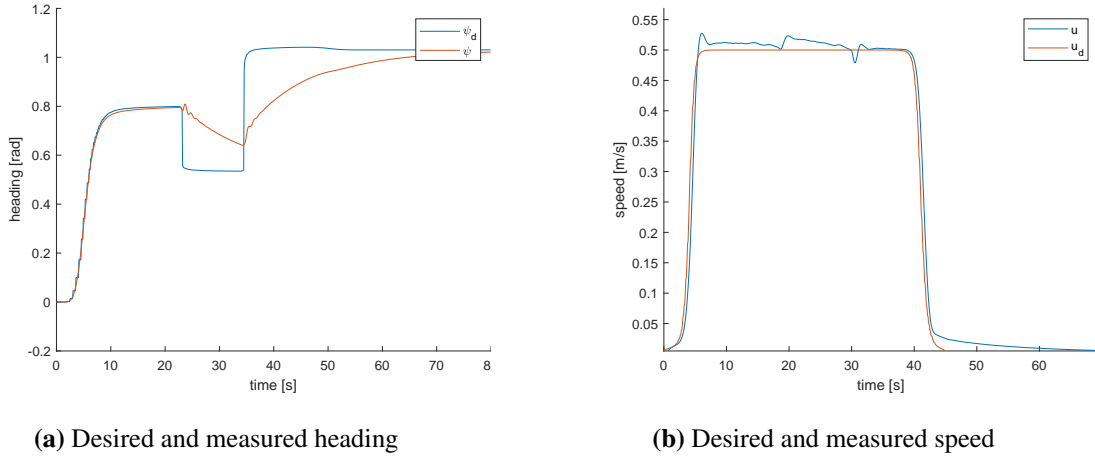 1.2
1
0.8
0.6
0.4
0.2
0
-0.2
heading [rad]
ψd
ψ
0 10 20 30 40 50 60 70 8
time [s]
(a) Desired and measured heading
0.55
0.5
0.45
0.4
0.35
0.3
0.25
0.2
0.15
0.1
0.05
speed [m/s]
u
u_d
0 10 20 30 40 50 60
time [s]
(b) Desired and measured speed